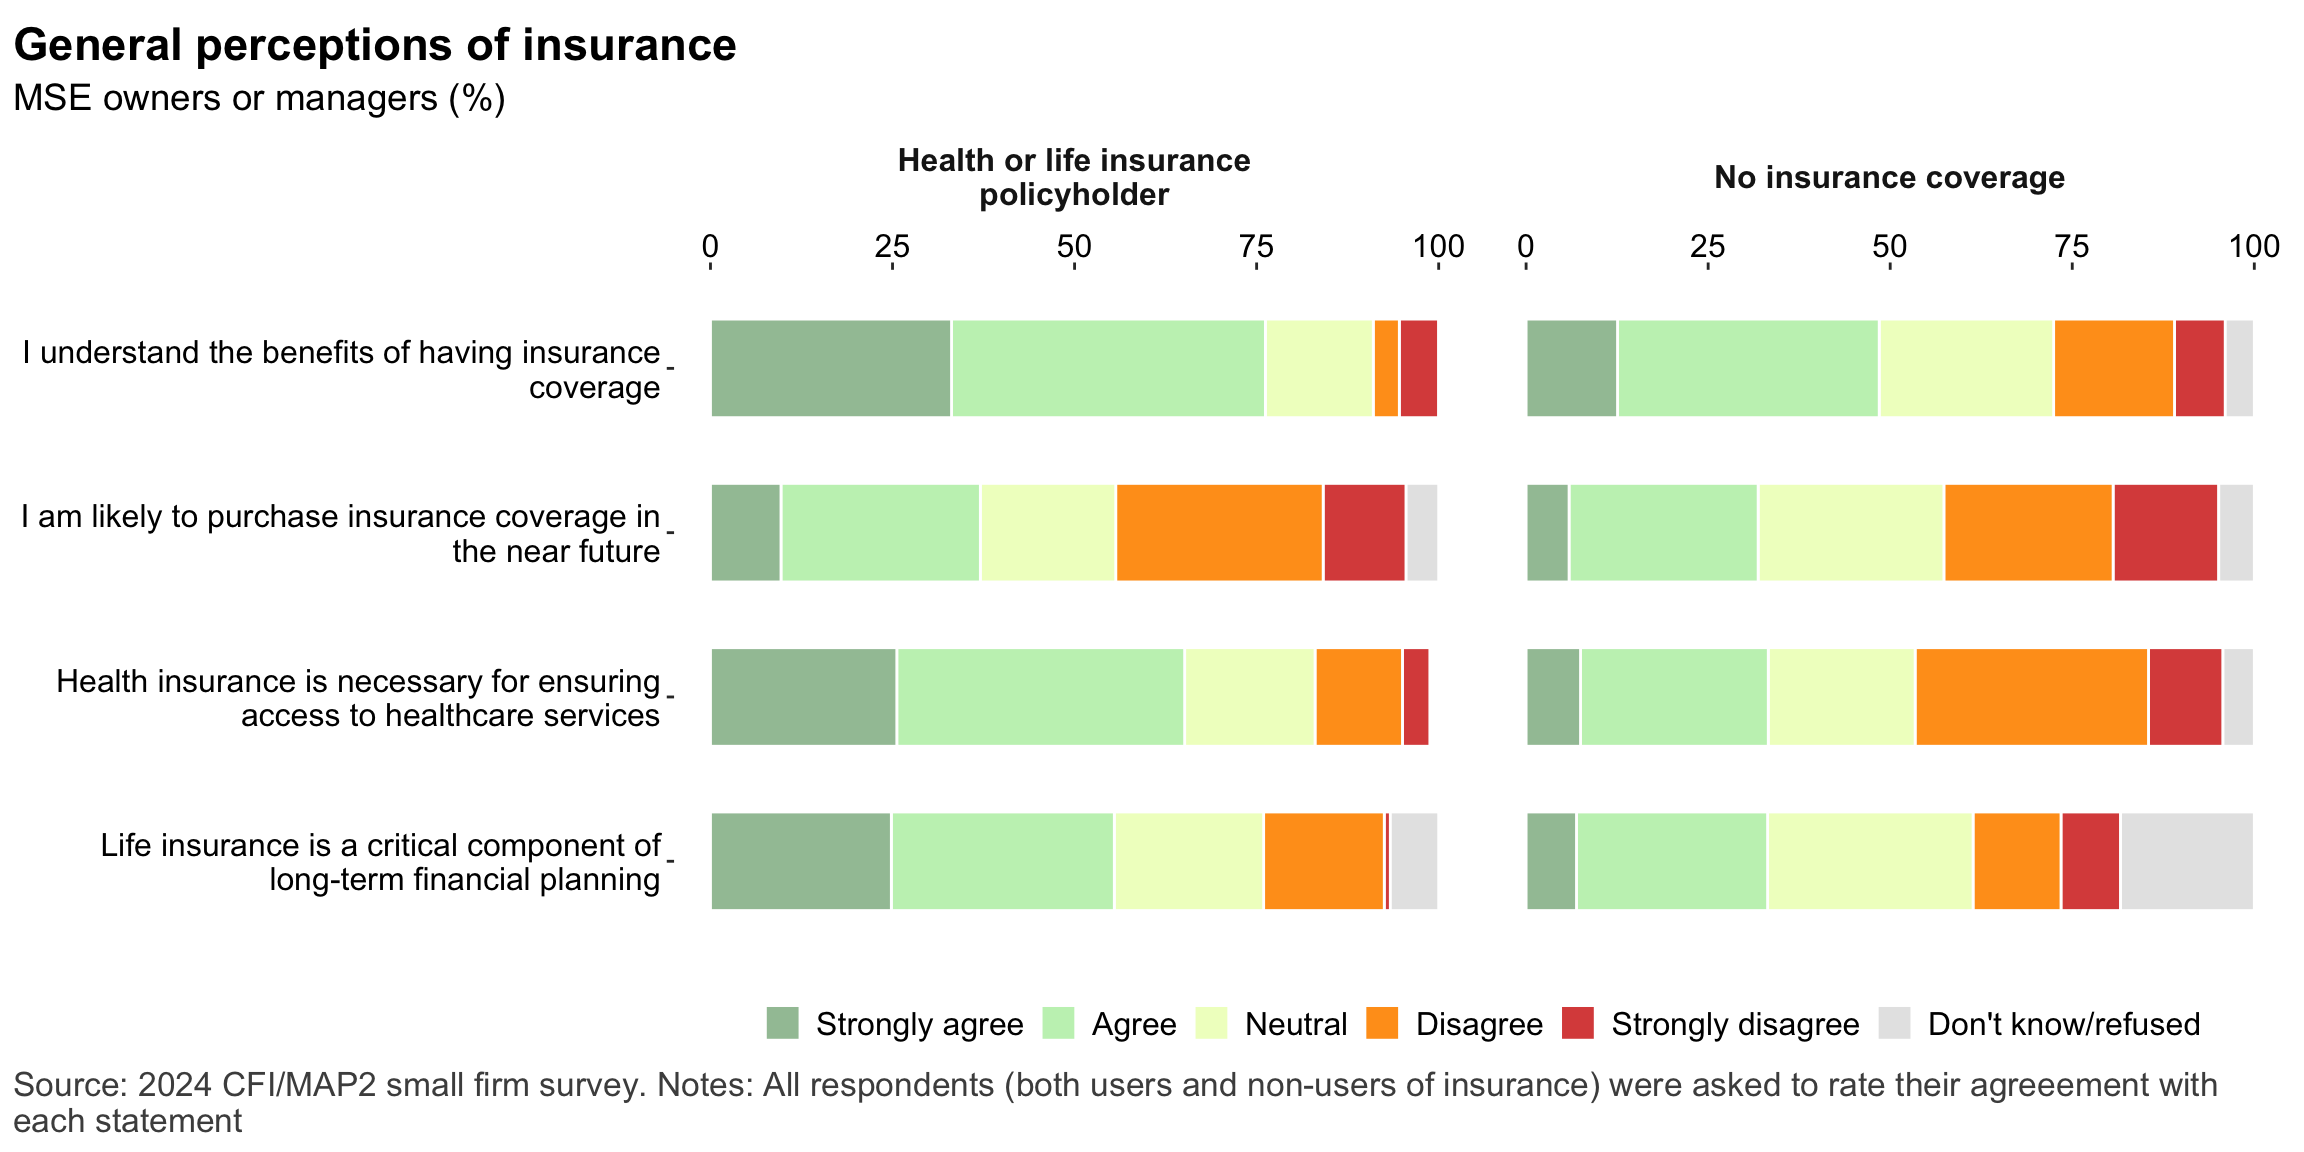 General perceptions of insurance
MSE owners or managers (%)
Health or life insurance
policyholder
No insurance coverage
0 25 50 75 100
0 25 50 75 100
I understand the benefits of having insurance
coverage
I am likely to purchase insurance coverage in
the near future
Health insurance is necessary for ensuring
access to healthcare services
Life insurance is a critical component of
long-term financial planning
Strongly agree Agree Neutral Disagree Strongly disagree Don't know/refused
Source: 2024 CFI/MAP2 small firm survey. Notes: All respondents (both users and non-users of insurance) were asked to rate their agreeement with
each statement